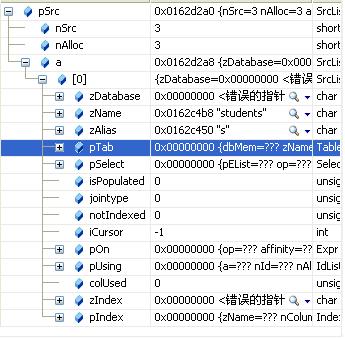 pSrc 0x0162d2a0 {nSrc=3 nAlloc=3 a SrcLis
nSrc 3 short
nAlloc 3 short
a 0x0162d2a8 {zDatabase=0x000 SrcLis
[0] {zDatabase=0x00000000 <错误 SrcLis
zDatabase 0x00000000 <错误的指针 char
zName 0x0162c4b8 "students" char
zAlias 0x0162c450 "s" char
pTab 0x00000000 {dbMem=??? zName Table
pSelect 0x00000000 {pEList=??? op=??? Selec
isPopulated 0 unsig
jointype 0 unsig
notIndexed 0 unsig
iCursor -1 int
pOn 0x00000000 {op=??? affinity=??? Expr
pUsing 0x00000000 {a=??? nId=??? nAl IdList
colUsed 0 unsig
zIndex 0x00000000 <错误的指针 char
pIndex 0x00000000 {zName=??? nColum Index